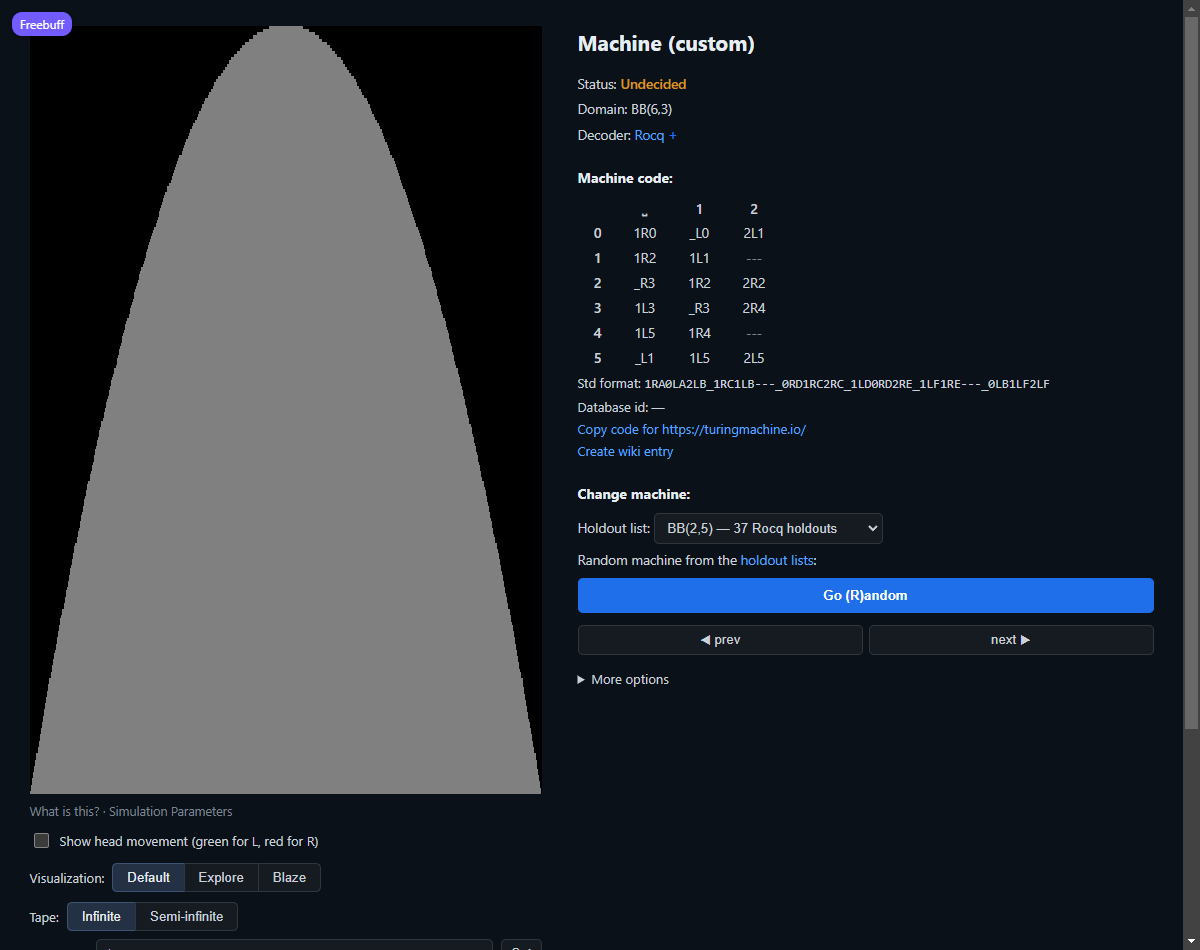 Freebuff
Machine (custom)
Status: Undecided
Domain: BB(6,3)
Decoder: Rocq +
Machine code:
␣ 1 2
0 1R0 _L0 2L1
1 1R2 1L1 ---
2 _R3 1R2 2R2
3 1L3 _R3 2R4
4 1L5 1R4 ---
5 _L1 1L5 2L5
Std format: 1RA0LA2LB_1RC1LB---_0RD1RC2RC_1LD0RD2RE_1LF1RE---_0LB1LF2LF
Database id: —
Copy code for https://turingmachine.io/
Create wiki entry
Change machine:
Holdout list: BB(2,5) — 37 Rocq holdouts
Random machine from the holdout lists:
Go (R)andom
◀ prev next ▶
▶ More options
What is this? · Simulation Parameters
Show head movement (green for L, red for R)
Visualization: Default Explore Blaze
Tape: Infinite Semi-infinite